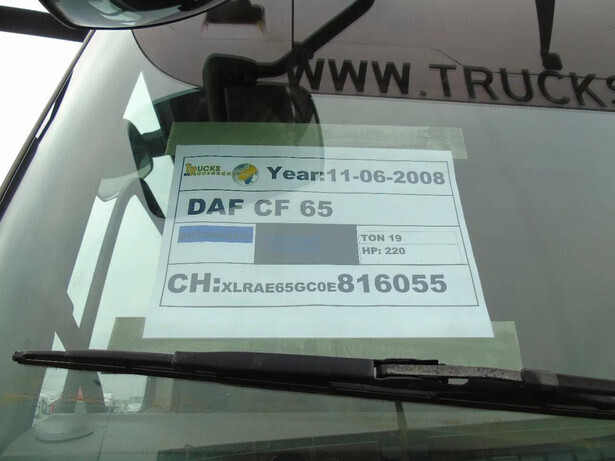 WWW.TRUCKS
TRUCKS
Year:11-06-2008
DAF CF 65
TON 19
HP: 220
CH:XLRAE65GC0E816055